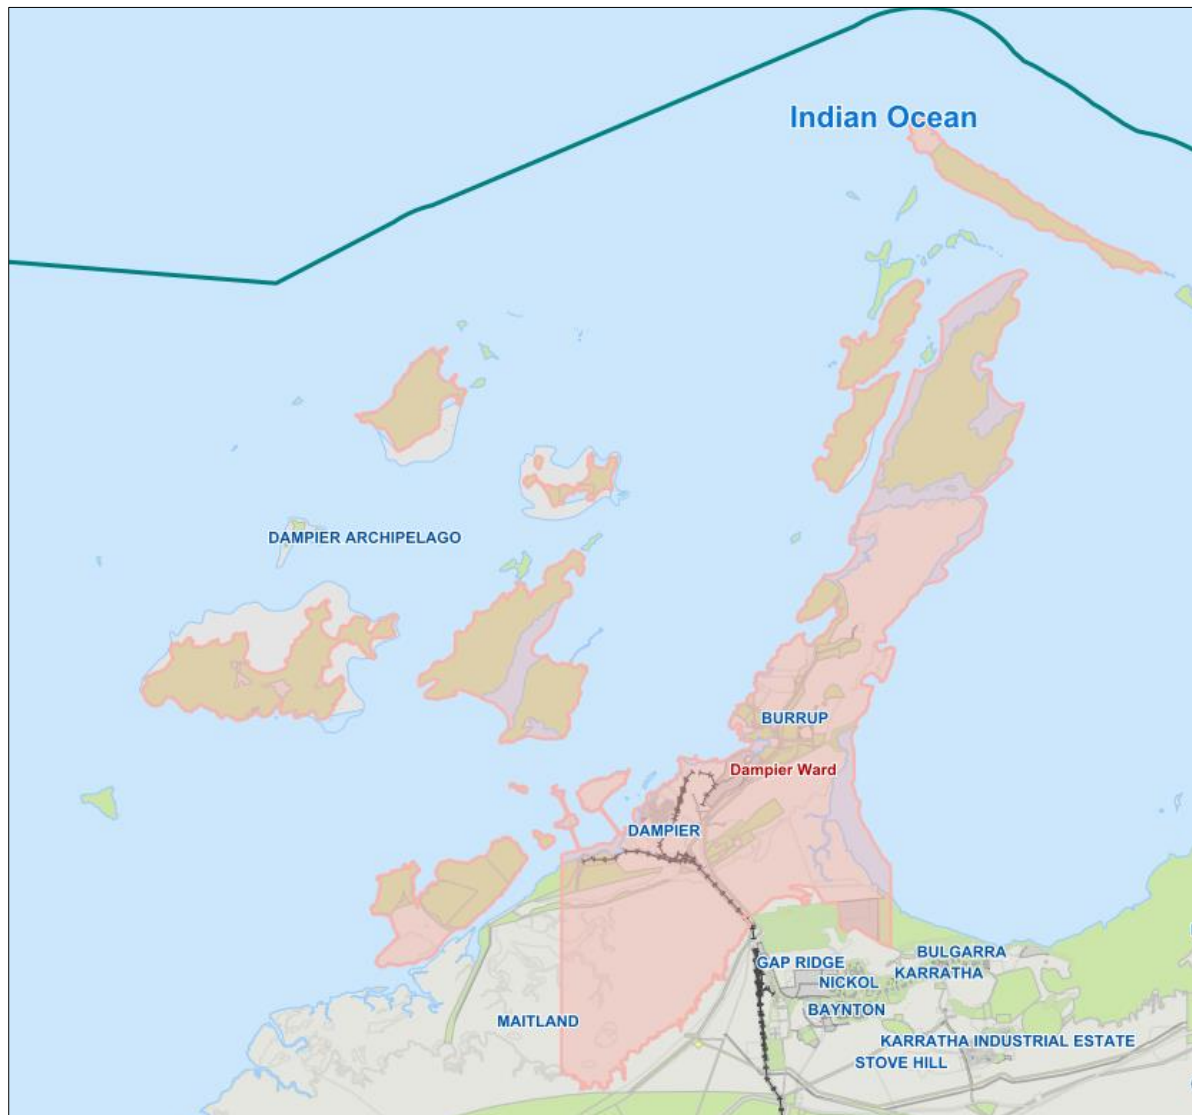 Indian Ocean
DAMPIER ARCHIPELAGO
BURRUP
Dampier Ward
DAMPIER
BULGARRA
GAP RIDGE
KARRATHA
NICKOL
BAYNTON
MAITLAND
KARRATHA INDUSTRIAL ESTATE
STOVE HILL